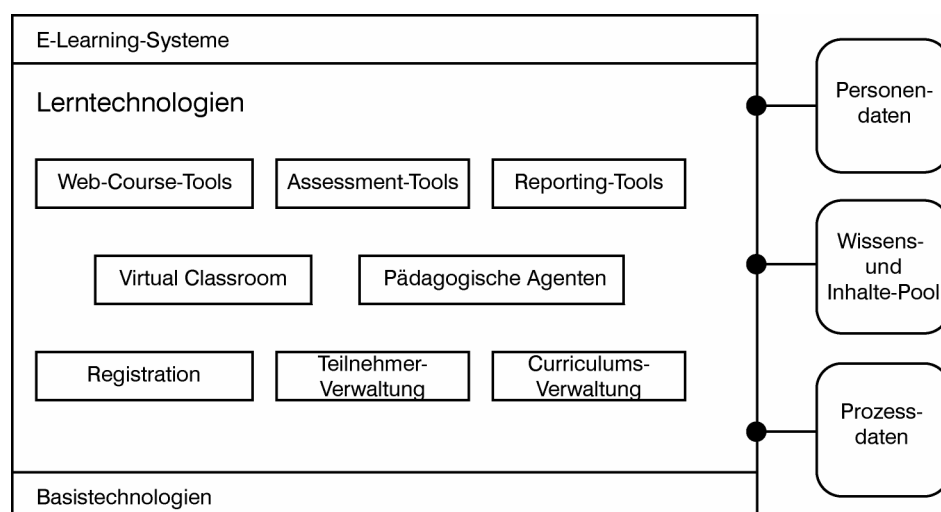 E-Learning-Systeme
Lerntechnologien
Web-Course-Tools
Assessment-Tools
Reporting-Tools
Virtual Classroom
Pädagogische Agenten
Registration
Teilnehmer-
Verwaltung
Curriculums-
Verwaltung
Basistechnologien
Personen-
daten
Wissens-
und
Inhalte-Pool
Prozess-
daten